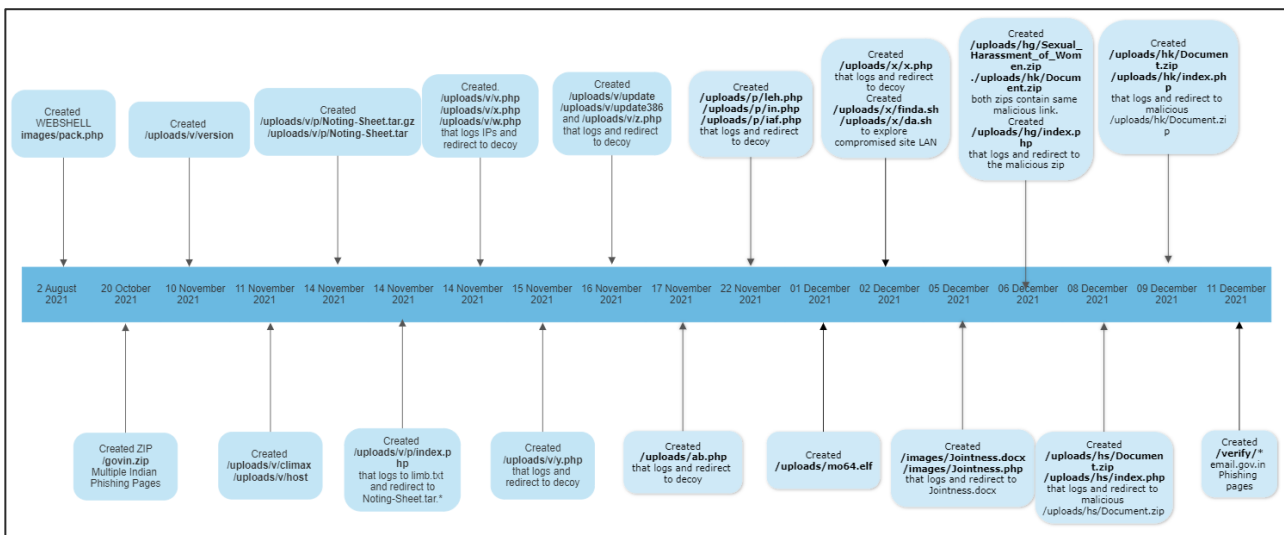 Created
WEBSHELL
images/pack.php
Created
/uploads/v/version
Created
/uploads/v/p/Noting-Sheet.tar.gz
/uploads/v/p/Noting-Sheet.tar
Created.
/uploads/v/v.php
/uploads/v/x.php
/uploads/v/w.php
that logs IPs and
redirect to decoy
Created
/uploads/v/update
/uploads/v/update386
and /uploads/v/z.php
that logs and redirect
to decoy
Created
/uploads/p/leh.php
/uploads/p/in.php
/uploads/p/iaf.php
that logs and redirect
to decoy
Created
/uploads/x/x.php
that logs and redirect
to decoy
Created
/uploads/x/finda.sh
/uploads/x/da.sh
to explore
compromised site LAN
Created
/uploads/hg/Sexual_
Harassment_of_Wom
en.zip
./uploads/hk/Docum
ent.zip
both zips contain same
malicious link.
Created
/uploads/hg/index.p
hp
that logs and redirect to
the malicious zip
Created
/uploads/hk/Documen
t.zip
/uploads/hk/index.ph
p
that logs and redirect to
malicious
/uploads/hk/Document.zi
p
2 August
2021
20 October
2021
10 November
2021
11 November
2021
14 November
2021
14 November
2021
14 November
2021
15 November
2021
16 November
2021
17 November
2021
22 November
2021
01 December
2021
02 December
2021
05 December
2021
06 December
2021
08 December
2021
09 December
2021
11 December
2021
Created ZIP
/govin.zip
Multiple Indian
Phishing Pages
Created
/uploads/v/climax
/uploads/v/host
Created
/uploads/v/p/index.p
hp
that logs to limb.txt
and redirect to
Noting-Sheet.tar.*
Created
/uploads/v/y.php
that logs and
redirect to decoy
Created
/uploads/ab.php
that logs and redirect
to decoy
Created
/uploads/mo64.elf
Created
/images/Jointness.docx
/images/Jointness.php
that logs and redirect to
Jointness.docx
Created
/uploads/hs/Documen
t.zip
/uploads/hs/index.php
that logs and redirect to
malicious
/uploads/hs/Document.zip
Created
/verify/*
email.gov.in
Phishing
pages